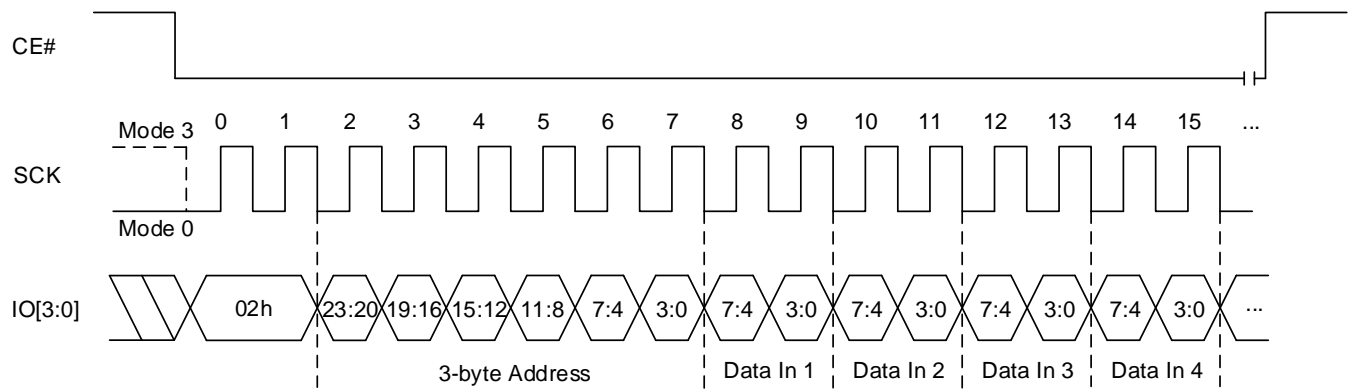 CE#
Mode 3 0 1 2 3 4 5 6 7 8 9 10 11 12 13 14 15 ...
SCK
Mode 0
IO[3:0] 02h 23:20 19:16 15:12 11:8 7:4 3:0 7:4 3:0 7:4 3:0 7:4 3:0 7:4 3:0 ...
3-byte Address Data In 1 Data In 2 Data In 3 Data In 4